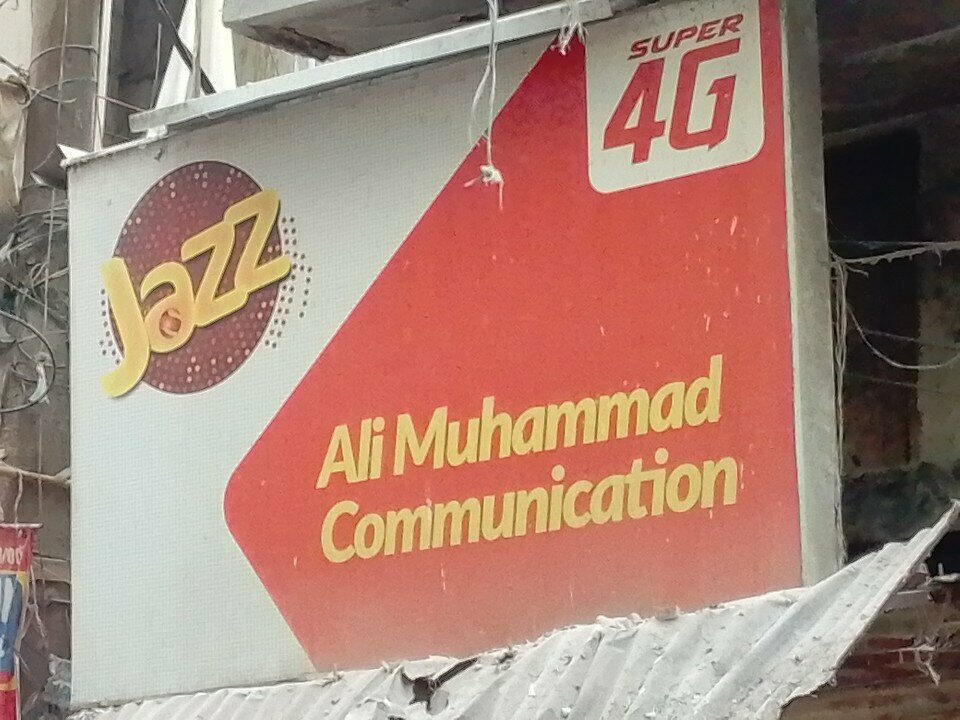 SUPER
4G
Jazz
Ali Muhammad
Communication